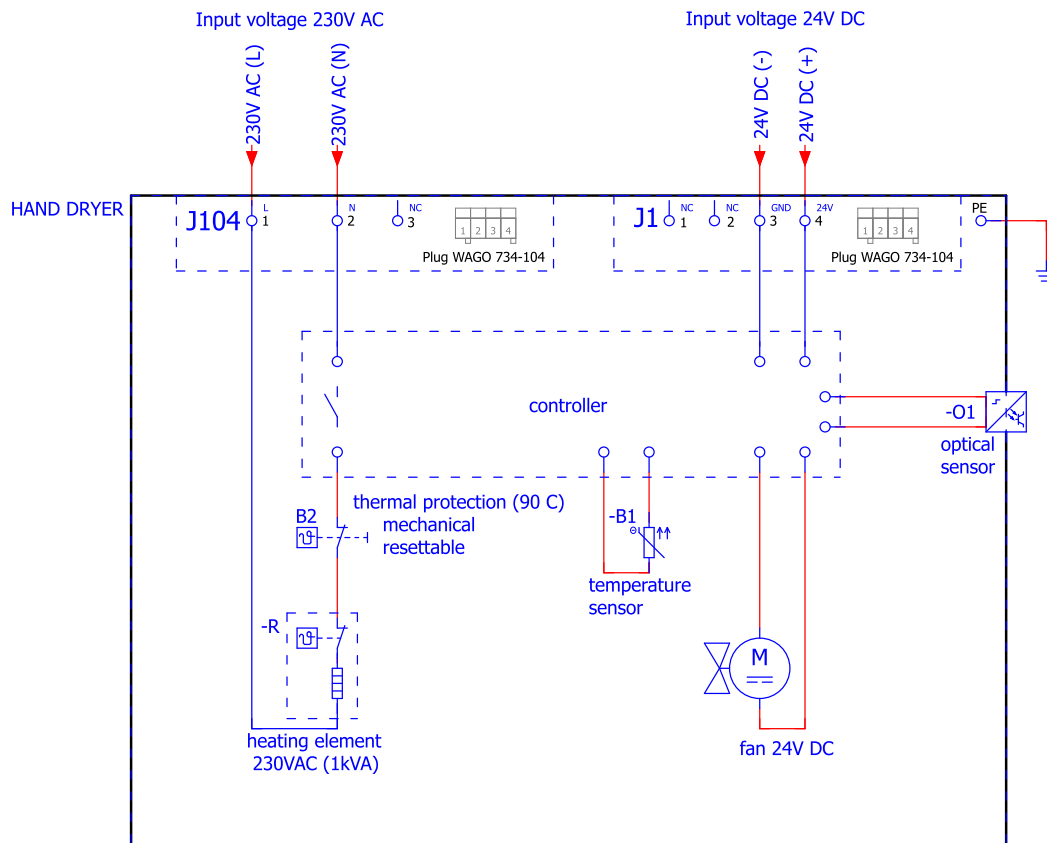 Input voltage 230V AC
Input voltage 24V DC
230V AC (L)
230V AC (N)
24V DC (-)
24V DC (+)
HAND DRYER
J104
L
1
N
2
NC
3
1 2 3 4
Plug WAGO 734-104
J1
NC
1
NC
2
GND
3
24V
4
1 2 3 4
Plug WAGO 734-104
PE
controller
-O1
optical
sensor
thermal protection (90 C)
mechanical
resettable
B2
ϑ
-B1
temperature
sensor
-R
ϑ
M
heating element
230VAC (1kVA)
fan 24V DC